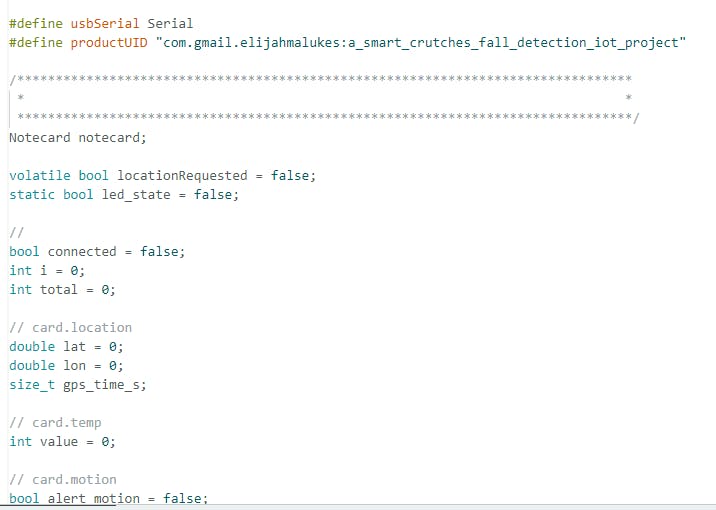 #define usbSerial Serial
#define productUID "com.gmail.elijahmalukes:a_smart_crutches_fall_detection_iot_project"
/********************************************************************************
* *
********************************************************************************/
Notecard notecard;
volatile bool locationRequested = false;
static bool led_state = false;
//
bool connected = false;
int i = 0;
int total = 0;
// card.location
double lat = 0;
double lon = 0;
size_t gps_time_s;
// card.temp
int value = 0;
// card.motion
bool alert_motion = false;